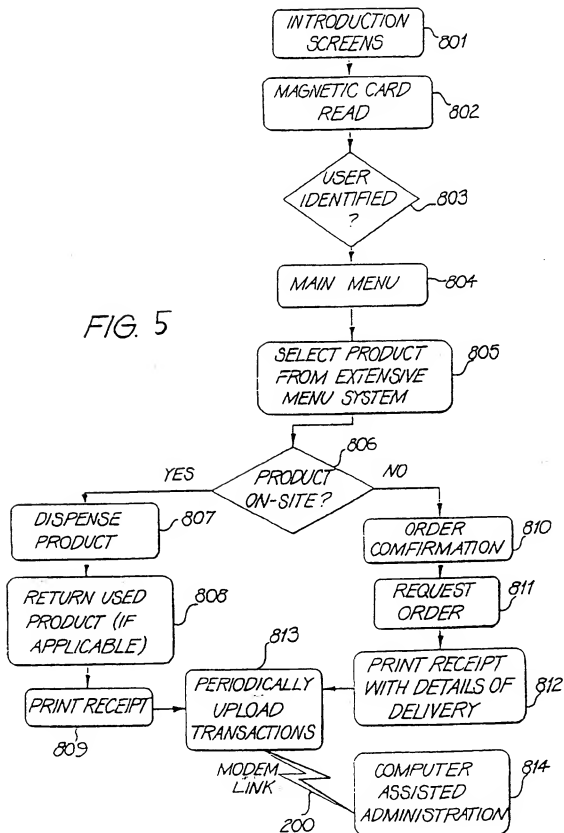 INTRODUCTION
SCREENS
801
MAGNETIC CARD
READ
802
USER
IDENTIFIED
?
803
MAIN MENU
804
FIG. 5
SELECT PRODUCT
FROM EXTENSIVE
MENU SYSTEM
805
806
YES
PRODUCT
ON-SITE?
NO
DISPENSE
PRODUCT
807
ORDER
COMFIRMATION
810
RETURN USED
PRODUCT (IF
APPLICABLE)
808
REQUEST
ORDER
811
813
PRINT RECEIPT
809
PERIODICALLY
UPLOAD
TRANSACTIONS
PRINT RECEIPT
WITH DETAILS OF
DELIVERY
812
MODEM
LINK
200
COMPUTER
ASSISTED
ADMINISTRATION
814